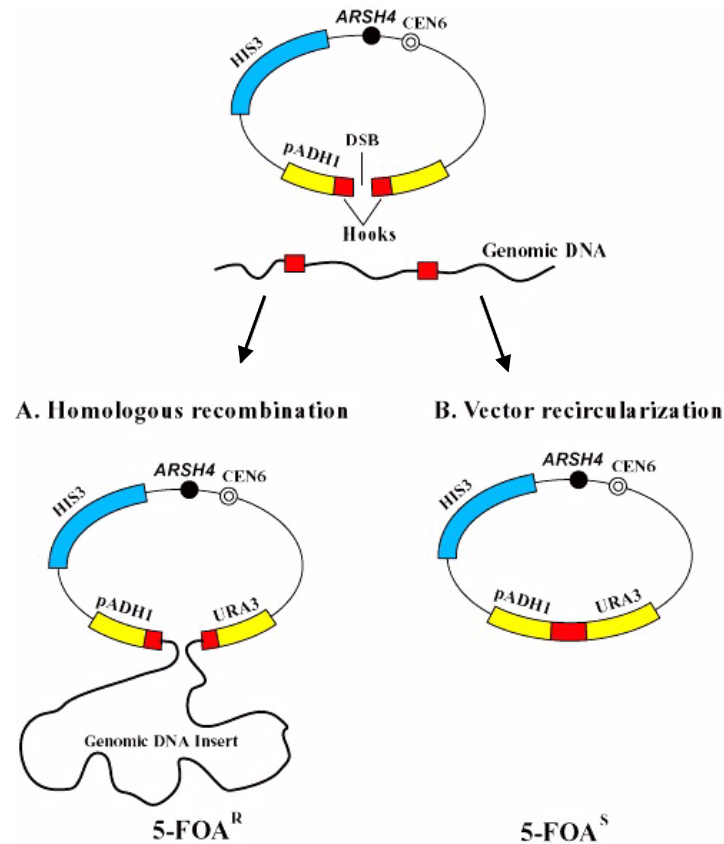 ARSH4
CEN6
HIS3
DSB
pADH1
Hooks
Genomic DNA
A. Homologous recombination
B. Vector recircularization
ARSH4
CEN6
HIS3
pADH1
URA3
Genomic DNA Insert
5-FOA^R
ARSH4
CEN6
HIS3
pADH1
URA3
5-FOA^S